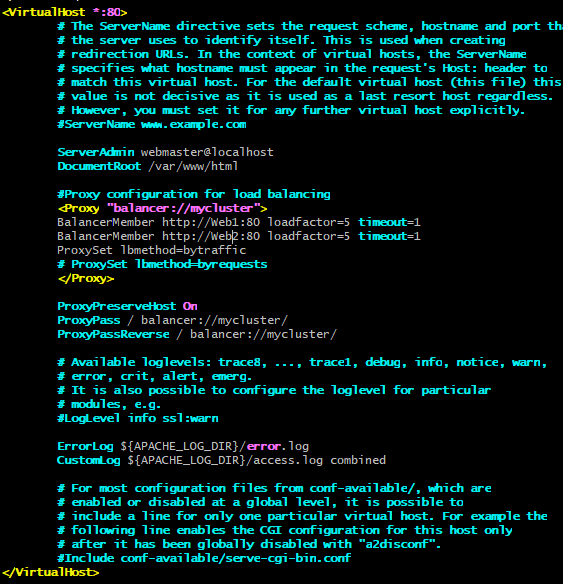 <VirtualHost *:80>
# The ServerName directive sets the request scheme, hostname and port tha
# the server uses to identify itself. This is used when creating
# redirection URLs. In the context of virtual hosts, the ServerName
# specifies what hostname must appear in the request's Host: header to
# match this virtual host. For the default virtual host (this file) this
# value is not decisive as it is used as a last resort host regardless.
# However, you must set it for any further virtual host explicitly.
#ServerName www.example.com
ServerAdmin webmaster@localhost
DocumentRoot /var/www/html
#Proxy configuration for load balancing
<Proxy "balancer://mycluster">
BalancerMember http://Web1:80 loadfactor=5 timeout=1
BalancerMember http://Web2:80 loadfactor=5 timeout=1
ProxySet lbmethod=bytraffic
# ProxySet lbmethod=byrequests
</Proxy>
ProxyPreserveHost On
ProxyPass / balancer://mycluster/
ProxyPassReverse / balancer://mycluster/
# Available loglevels: trace8, ..., trace1, debug, info, notice, warn,
# error, crit, alert, emerg.
# It is also possible to configure the loglevel for particular
# modules, e.g.
#LogLevel info ssl:warn
ErrorLog ${APACHE_LOG_DIR}/error.log
CustomLog ${APACHE_LOG_DIR}/access.log combined
# For most configuration files from conf-available/, which are
# enabled or disabled at a global level, it is possible to
# include a line for only one particular virtual host. For example the
# following line enables the CGI configuration for this host only
# after it has been globally disabled with "a2disconf".
#Include conf-available/serve-cgi-bin.conf
</VirtualHost>